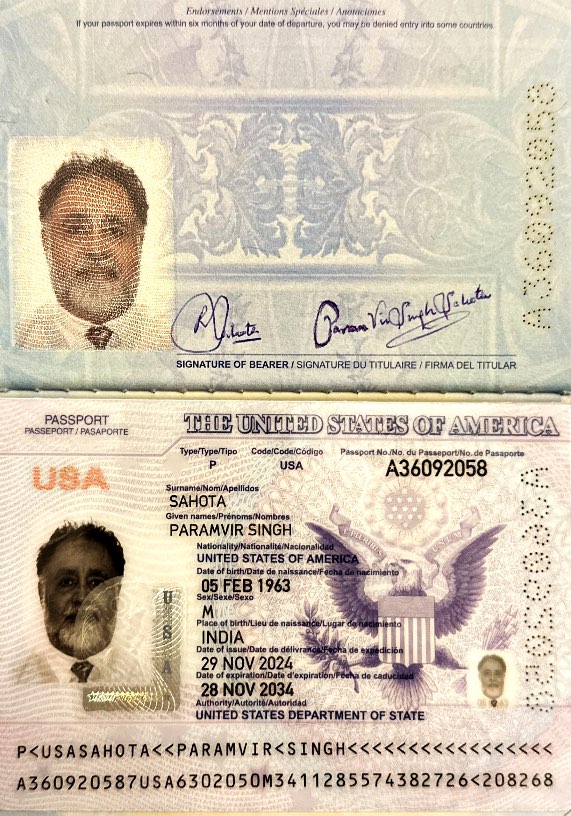 Endorsements / Mentions Spéciales / Anotaciones
If your passport expires within six months of your date of departure, you may be denied entry into some countries.
A36092058
SIGNATURE OF BEARER / SIGNATURE DU TITULAIRE / FIRMA DEL TITULAR
PASSPORT
PASSEPORT / PASAPORTE
THE UNITED STATES OF AMERICA
USA
Type/Type/Tipo Code/Code/Código Passport No./No. du Passeport/No. de Pasaporte
P USA A36092058
Surname/Nom/Apellidos
SAHOTA
Given names/Prénoms/Nombres
PARAMVIR SINGH
Nationality/Nationalité/Nacionalidad
UNITED STATES OF AMERICA
Date of birth/Date de naissance/Fecha de nacimiento
05 FEB 1963
Sex/Sexe/Sexo
M
Place of birth/Lieu de naissance/Lugar de nacimiento
INDIA
Date of issue/Date de délivrance/Fecha de expedición
29 NOV 2024
Date of expiration/Date d'expiration/Fecha de caducidad
28 NOV 2034
Authority/Autorité/Autoridad
UNITED STATES DEPARTMENT OF STATE
P<USASAHOTA<<PARAMVIR<SINGH<<<<<<<<<<<<<<<<<
A360920587USA6302050M3411285574382726<208268